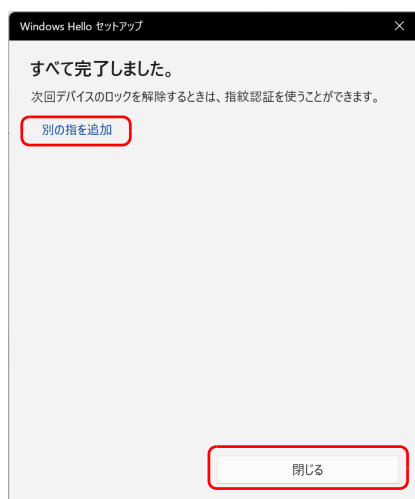 Windows Hello セットアップ
すべて完了しました。
次回デバイスのロックを解除するときは、指紋認証を使うことができます。
別の指を追加
閉じる